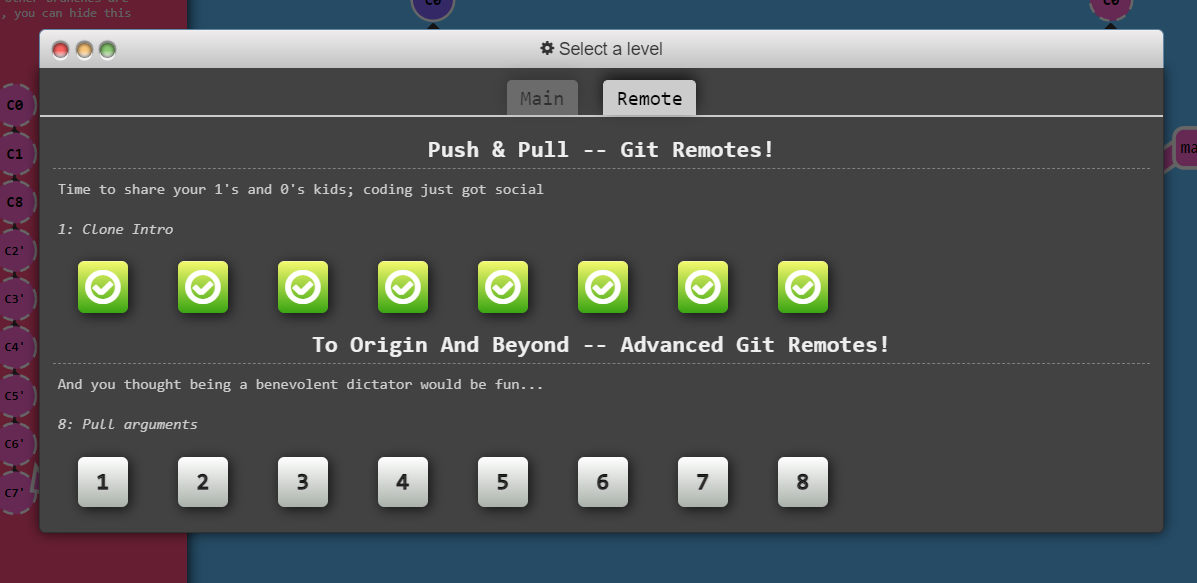 other branches are
, you can hide this
C0
C0
Select a level
Main
Remote
C0
Push & Pull -- Git Remotes!
C1
ma
Time to share your 1's and 0's kids; coding just got social
C8
1: Clone Intro
C2'
C3'
To Origin And Beyond -- Advanced Git Remotes!
C4'
And you thought being a benevolent dictator would be fun...
C5'
8: Pull arguments
C6'
1 2 3 4 5 6 7 8
C7'